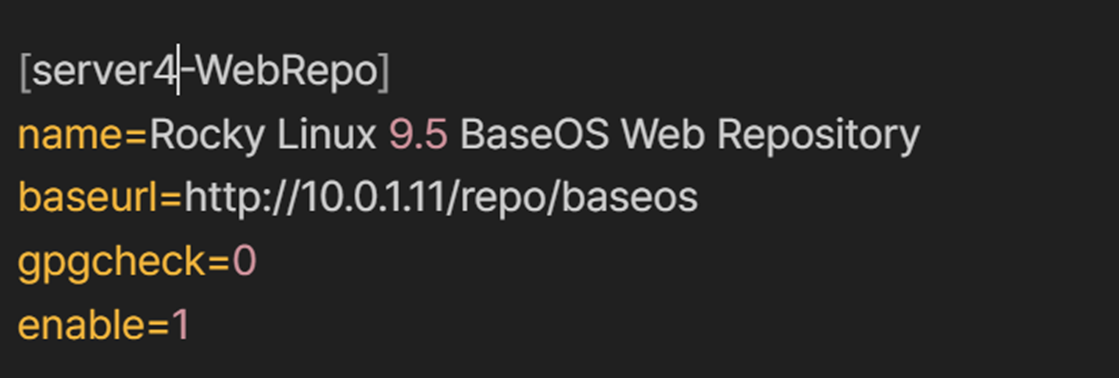 [server4-WebRepo]
name=Rocky Linux 9.5 BaseOS Web Repository
baseurl=http://10.0.1.11/repo/baseos
gpgcheck=0
enable=1